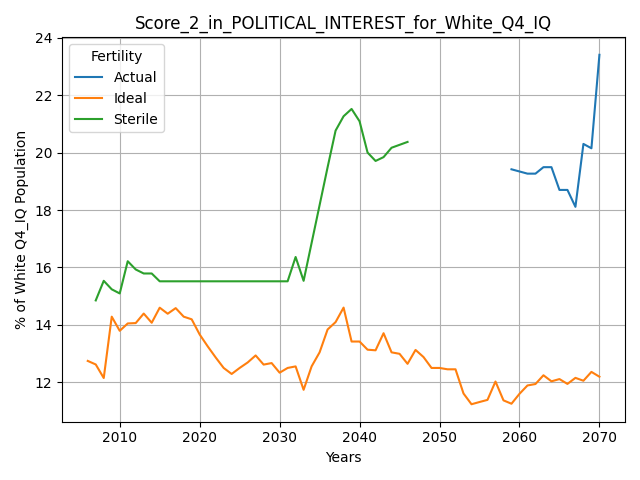 Score_2_in_POLITICAL_INTEREST_for_White_Q4_IQ
Fertility
Actual
Ideal
Sterile
% of White Q4_IQ Population
24
22
20
18
16
14
12
2010 2020 2030 2040 2050 2060 2070
Years